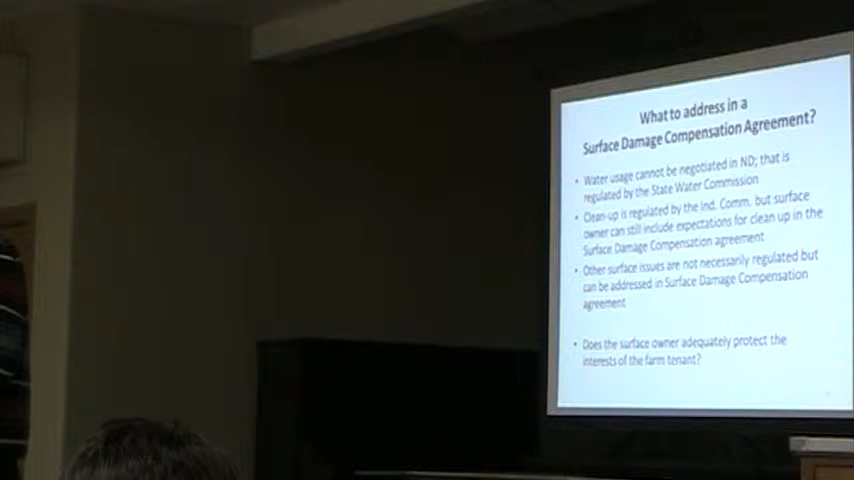 What to address in a
Surface Damage Compensation Agreement?
• Water usage cannot be negotiated in ND; that is
regulated by the State Water Commission
• Clean-up is regulated by the Ind. Comm. but surface
owner can still include expectations for clean up in the
Surface Damage Compensation agreement
• Other surface issues are not necessarily regulated but
can be addressed in Surface Damage Compensation
agreement
• Does the surface owner adequately protect the
interests of the farm tenant?